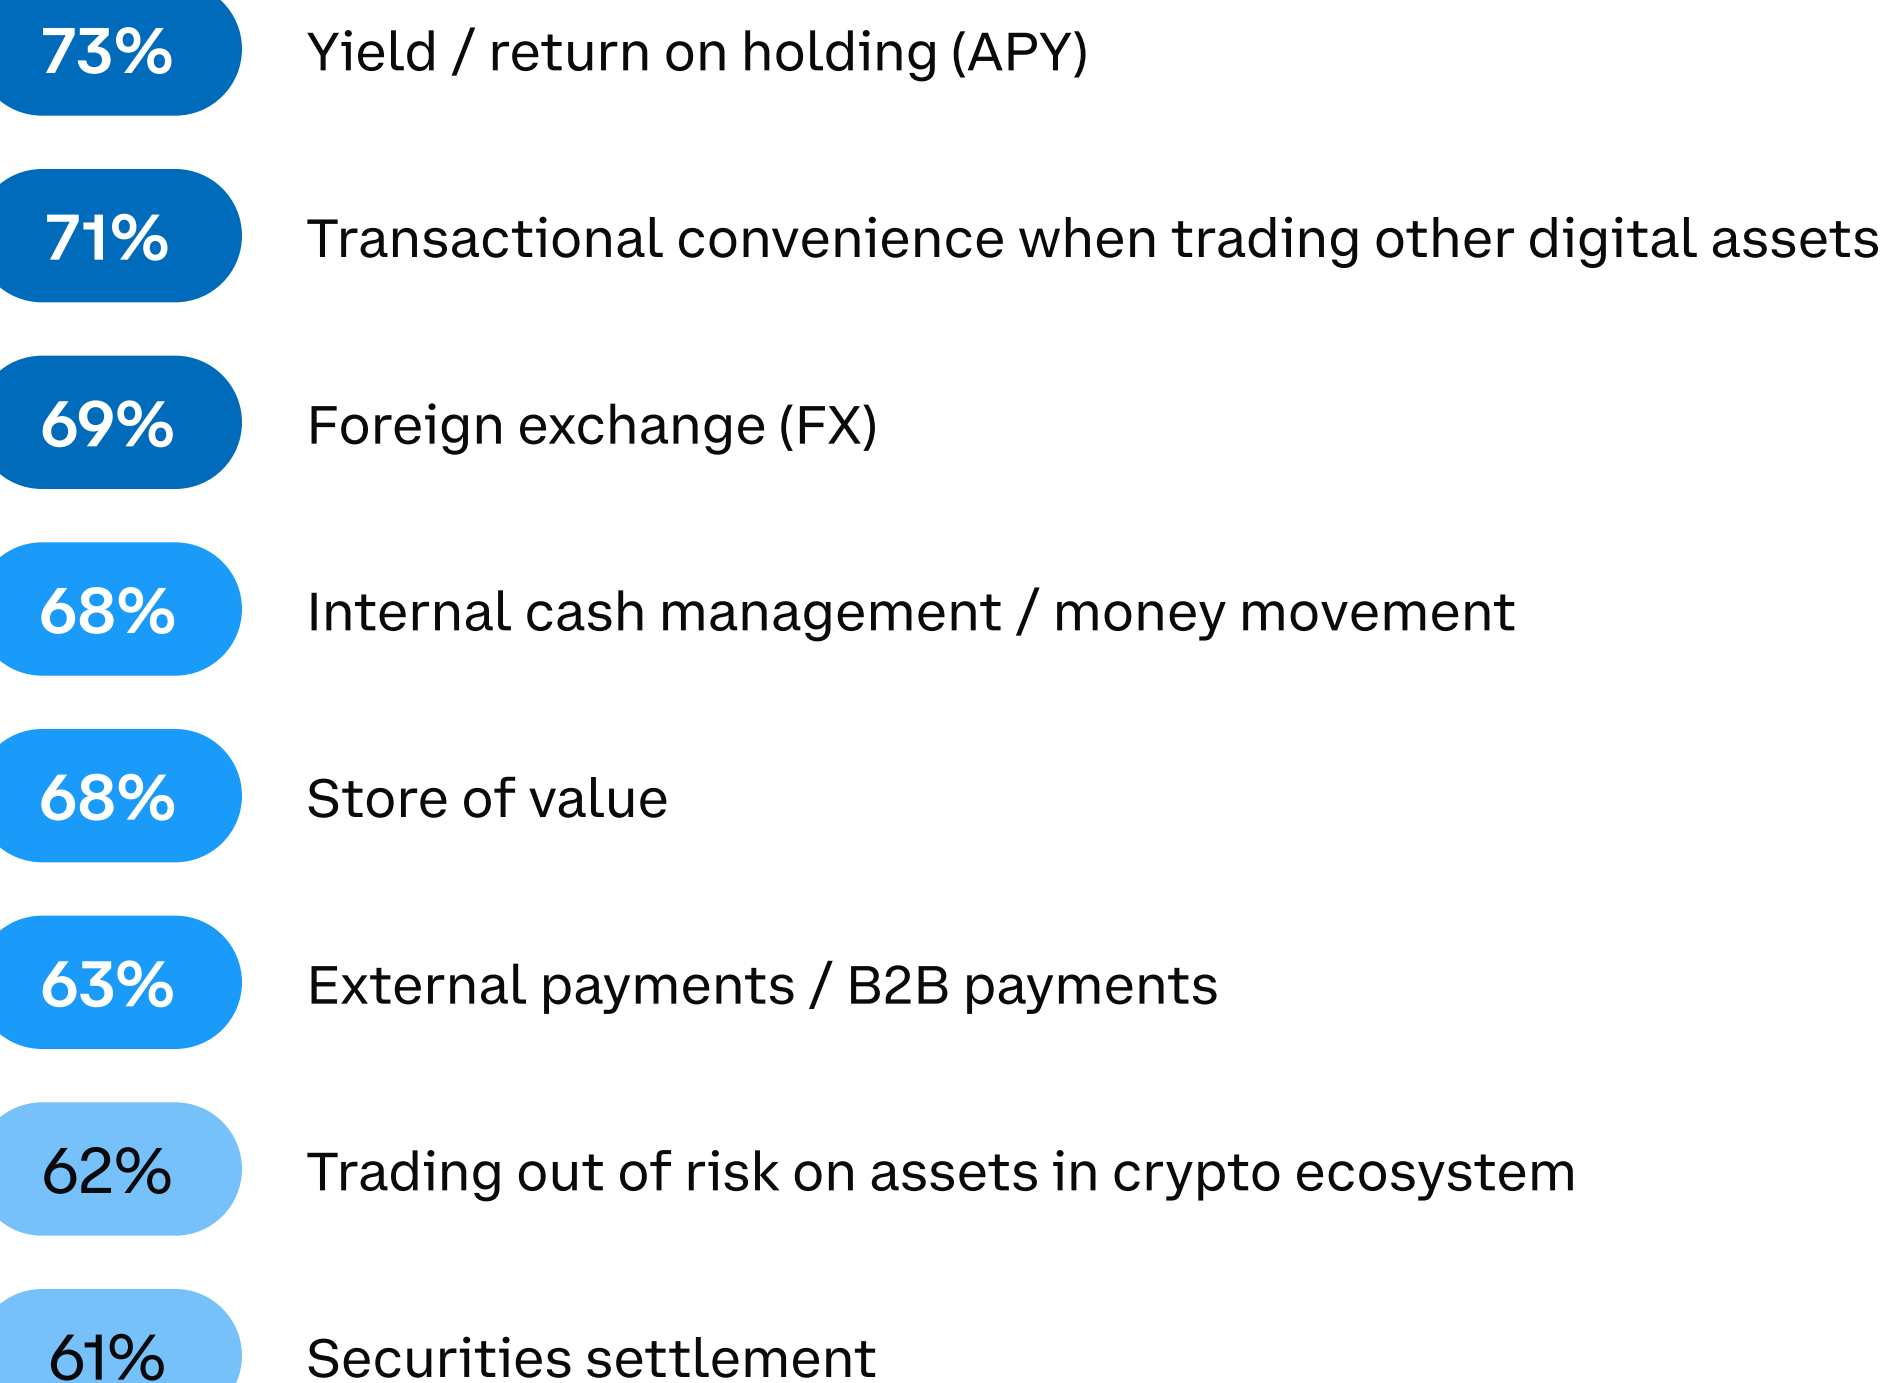 73% Yield / return on holding (APY)
71% Transactional convenience when trading other digital assets
69% Foreign exchange (FX)
68% Internal cash management / money movement
68% Store of value
63% External payments / B2B payments
62% Trading out of risk on assets in crypto ecosystem
61% Securities settlement